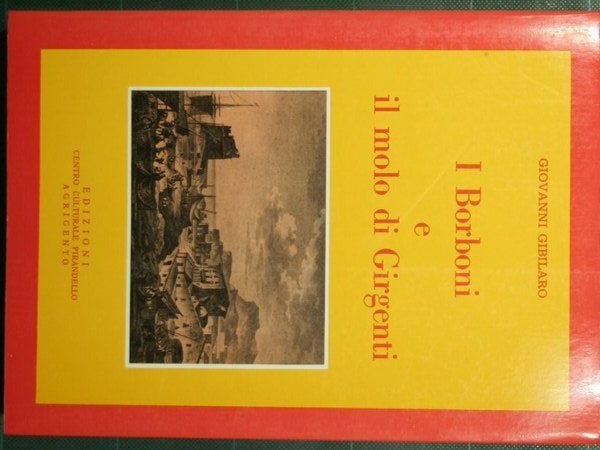 GIOVANNI GIBILARO
I Borboni
e
il molo di Girgenti
EDIZIONI
CENTRO CULTURALE PIRANDELLO
AGRIGENTO